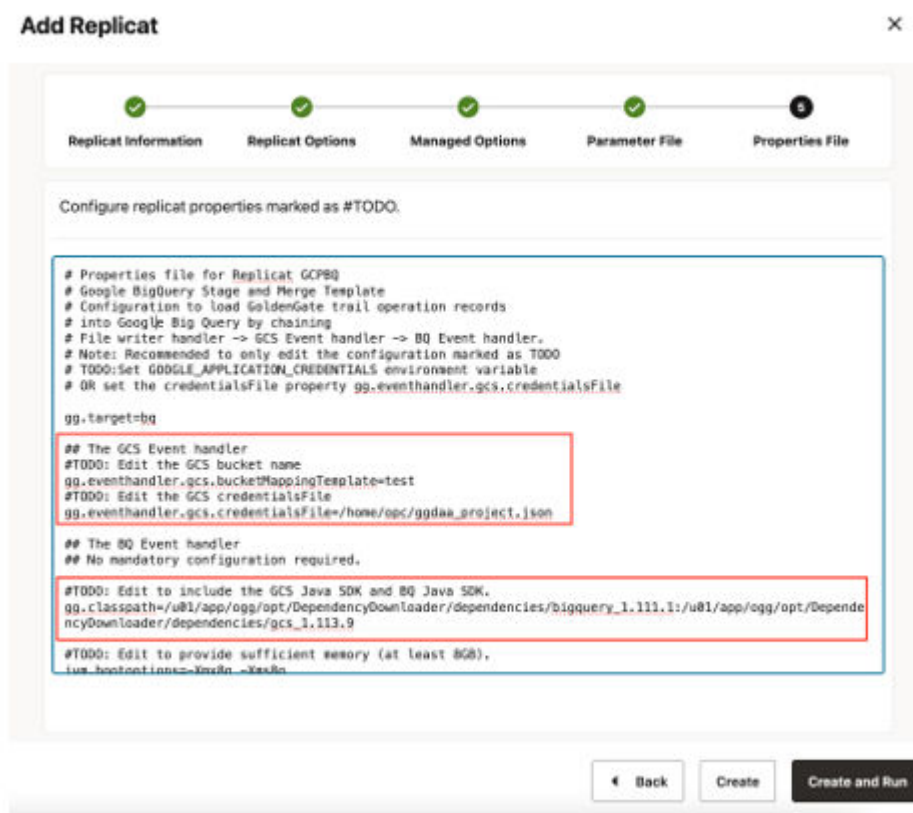 Add Replicat
×
Replicat Information Replicat Options Managed Options Parameter File 5 Properties File
Configure replicat properties marked as #TODO.
# Properties file for Replicat GCPBQ
# Google BigQuery Stage and Merge Template
# Configuration to load GoldenGate trail operation records
# into Google Big Query by chaining
# File writer handler -> GCS Event handler -> BQ Event handler.
# Note: Recommended to only edit the configuration marked as TODO
# TODO:Set GOOGLE_APPLICATION_CREDENTIALS environment variable
# OR set the credentialsFile property gg.eventhandler.gcs.credentialsFile
gg.target=bq
## The GCS Event handler
#TODO: Edit the GCS bucket name
gg.eventhandler.gcs.bucketMappingTemplate=test
#TODO: Edit the GCS credentialsFile
gg.eventhandler.gcs.credentialsFile=/home/opc/ggdaa_project.json
## The BQ Event handler
## No mandatory configuration required.
#TODO: Edit to include the GCS Java SDK and BQ Java SDK.
gg.classpath=/u01/app/ogg/opt/DependencyDownloader/dependencies/bigquery_1.111.1:/u01/app/ogg/opt/Depende
ncyDownloader/dependencies/gcs_1.113.9
#TODO: Edit to provide sufficient memory (at least 8GB).
jvm.bootoptions=-Xmx8g -Xms8g
Back Create Create and Run